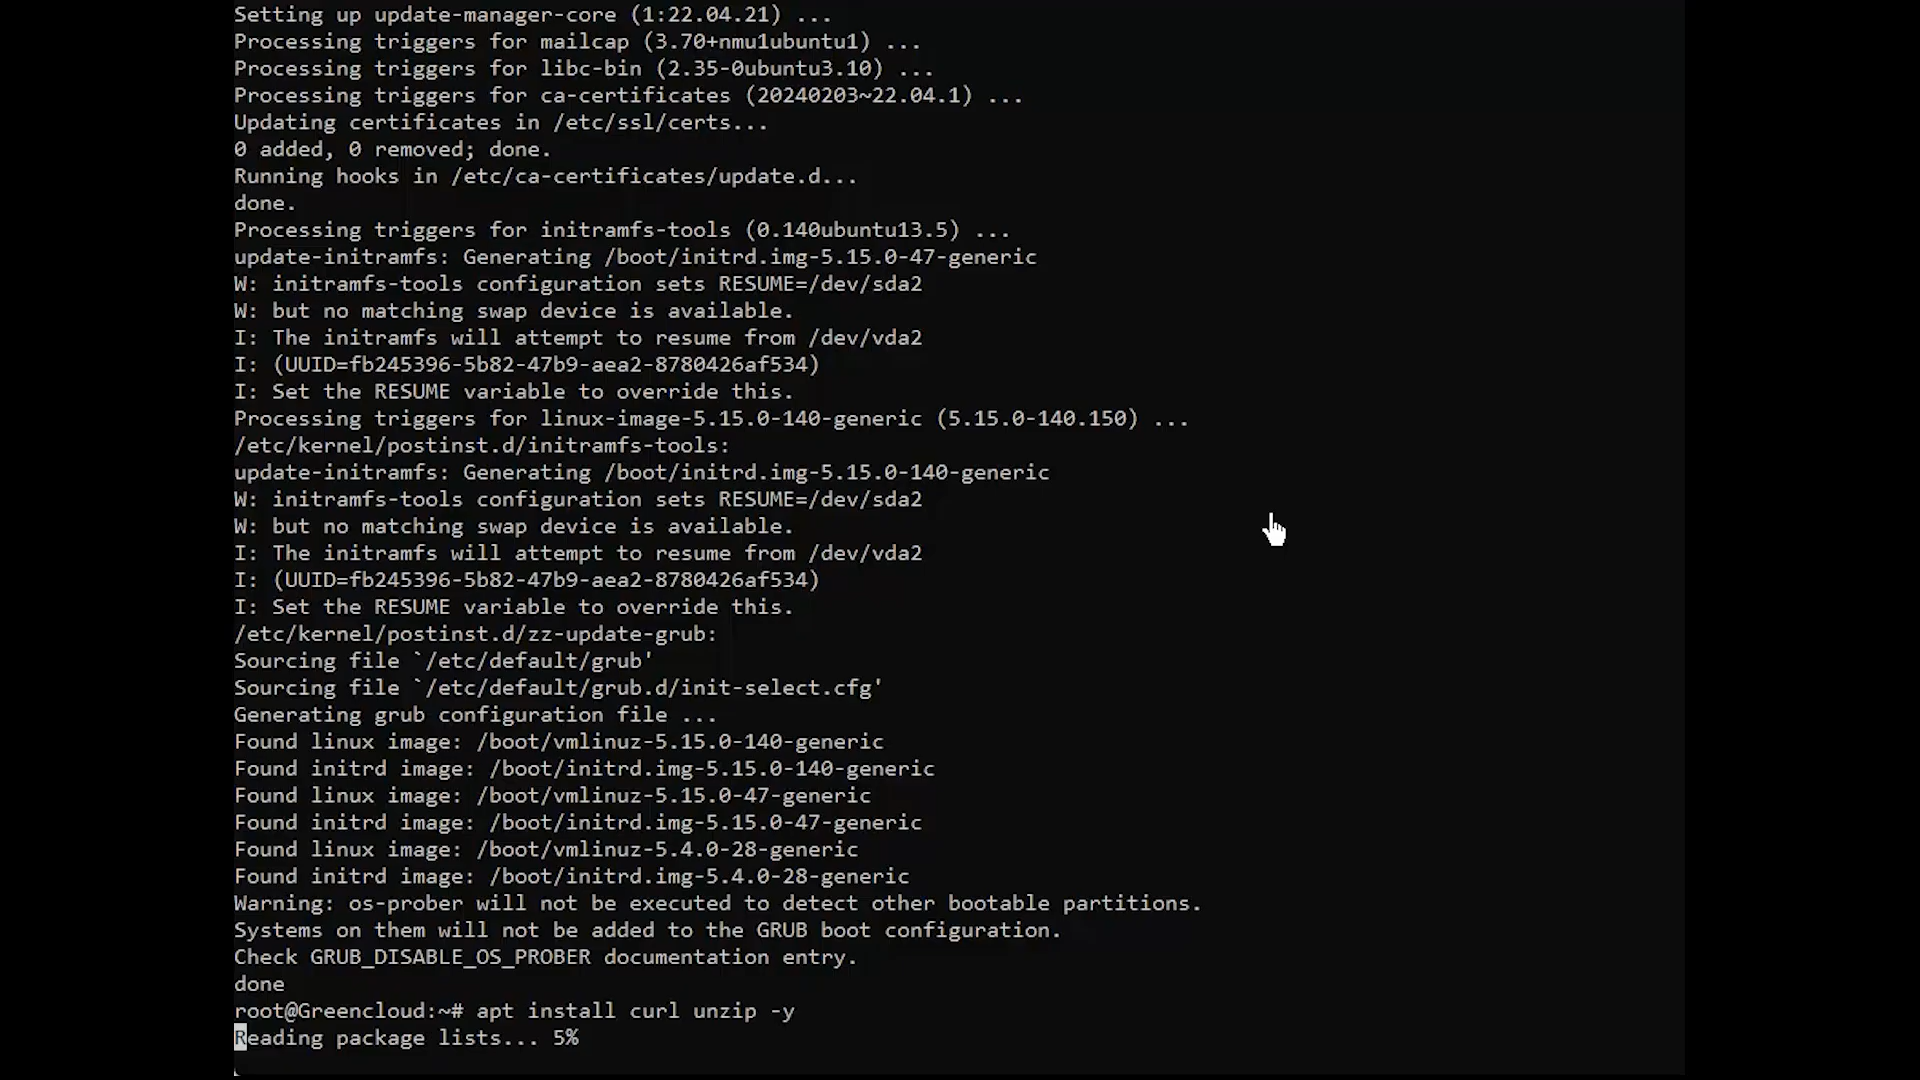 Setting up update-manager-core (1:22.04.21) ...
Processing triggers for mailcap (3.70+nmu1ubuntu1) ...
Processing triggers for libc-bin (2.35-0ubuntu3.10) ...
Processing triggers for ca-certificates (20240203~22.04.1) ...
Updating certificates in /etc/ssl/certs...
0 added, 0 removed; done.
Running hooks in /etc/ca-certificates/update.d...
done.
Processing triggers for initramfs-tools (0.140ubuntu13.5) ...
update-initramfs: Generating /boot/initrd.img-5.15.0-47-generic
W: initramfs-tools configuration sets RESUME=/dev/sda2
W: but no matching swap device is available.
I: The initramfs will attempt to resume from /dev/vda2
I: (UUID=fb245396-5b82-47b9-aea2-8780426af534)
I: Set the RESUME variable to override this.
Processing triggers for linux-image-5.15.0-140-generic (5.15.0-140.150) ...
/etc/kernel/postinst.d/initramfs-tools:
update-initramfs: Generating /boot/initrd.img-5.15.0-140-generic
W: initramfs-tools configuration sets RESUME=/dev/sda2
W: but no matching swap device is available.
I: The initramfs will attempt to resume from /dev/vda2
I: (UUID=fb245396-5b82-47b9-aea2-8780426af534)
I: Set the RESUME variable to override this.
/etc/kernel/postinst.d/zz-update-grub:
Sourcing file `/etc/default/grub'
Sourcing file `/etc/default/grub.d/init-select.cfg'
Generating grub configuration file ...
Found linux image: /boot/vmlinuz-5.15.0-140-generic
Found initrd image: /boot/initrd.img-5.15.0-140-generic
Found linux image: /boot/vmlinuz-5.15.0-47-generic
Found initrd image: /boot/initrd.img-5.15.0-47-generic
Found linux image: /boot/vmlinuz-5.4.0-28-generic
Found initrd image: /boot/initrd.img-5.4.0-28-generic
Warning: os-prober will not be executed to detect other bootable partitions.
Systems on them will not be added to the GRUB boot configuration.
Check GRUB_DISABLE_OS_PROBER documentation entry.
done
root@Greencloud:~# apt install curl unzip -y
Reading package lists... 5%